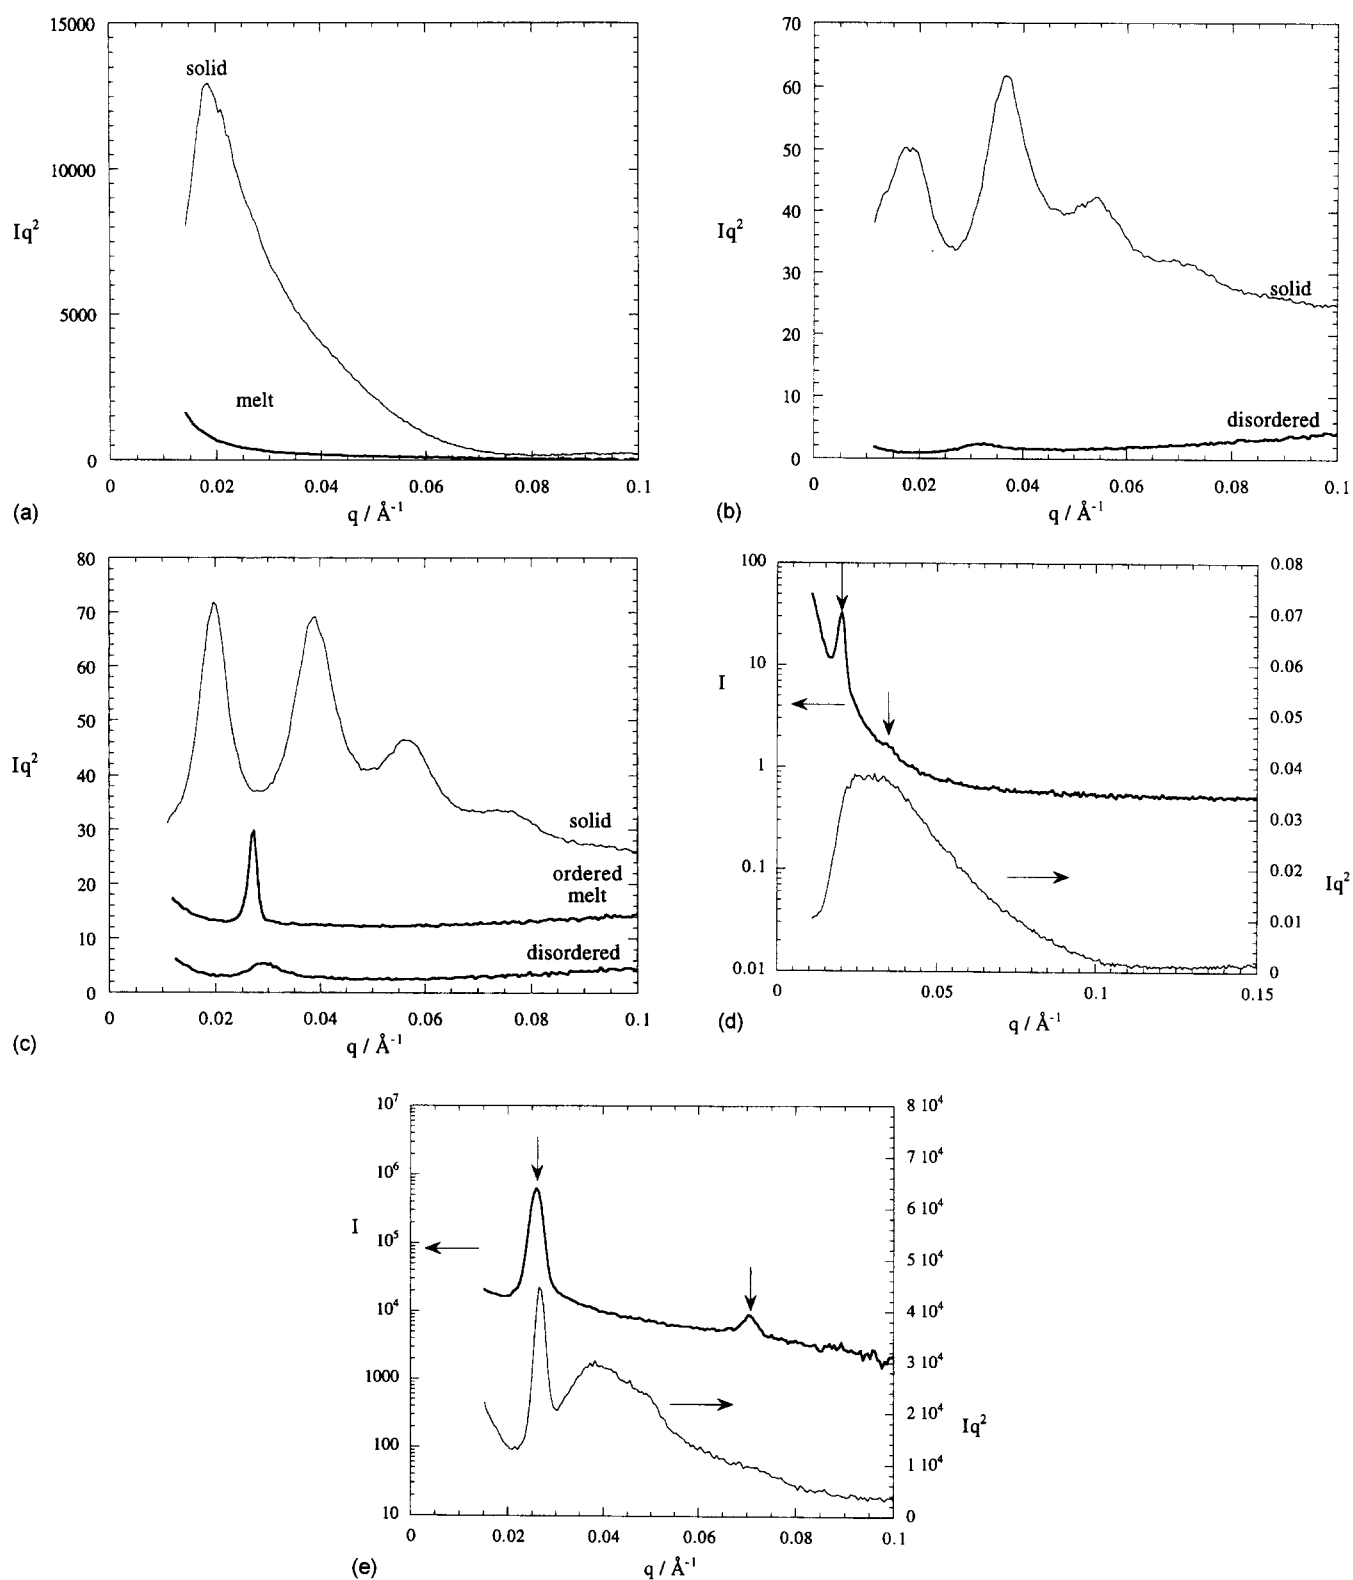 15000
solid
10000
Iq²
melt
5000
0
0 0.02 0.04 0.06 0.08 0.1
q / Å⁻¹
(a)
70
60
50
Iq²
40
30
solid
20
10
disordered
0
0 0.02 0.04 0.06 0.08 0.1
q / Å⁻¹
(b)
80
70
60
50
Iq²
40
solid
30
ordered
melt
20
10
disordered
0
0 0.02 0.04 0.06 0.08 0.1
q / Å⁻¹
(c)
100 0.08
0.07
10 0.06
I
0.05
1 0.04
0.03
0.1 0.02
Iq²
0.01
0.01 0
0 0.05 0.1 0.15
q / Å⁻¹
(d)
10⁷ 8 10⁴
7 10⁴
10⁶
6 10⁴
I
10⁵ 5 10⁴
10⁴ 4 10⁴
3 10⁴
1000
2 10⁴
Iq²
100 1 10⁴
10 0
0 0.02 0.04 0.06 0.08 0.1
q / Å⁻¹
(e)